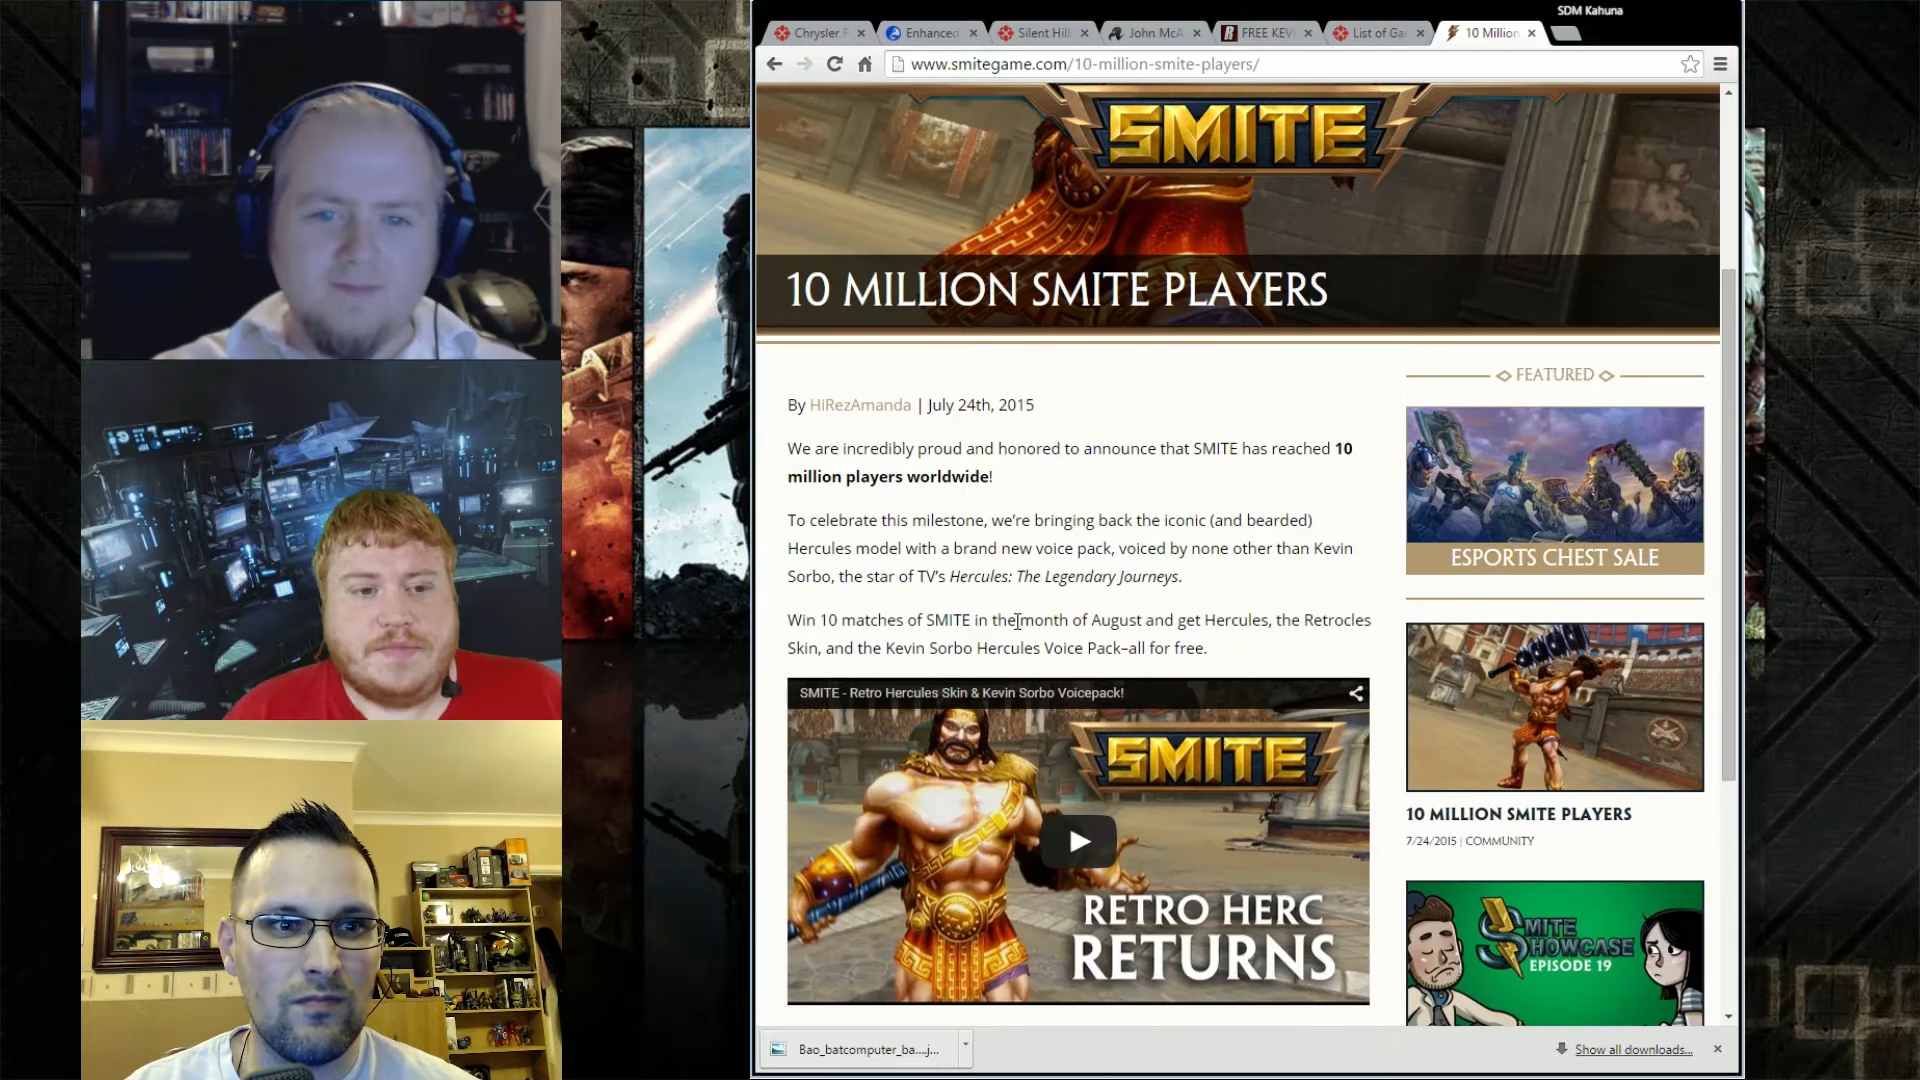 SDM Kahuna
Chrysler R
Enhanced
Silent Hill
John McA
FREE KEVI
List of Ga
10 Million
www.smitegame.com/10-million-smite-players/
SMITE
10 MILLION SMITE PLAYERS
By HiRezAmanda | July 24th, 2015
We are incredibly proud and honored to announce that SMITE has reached 10
million players worldwide!
To celebrate this milestone, we're bringing back the iconic (and bearded)
Hercules model with a brand new voice pack, voiced by none other than Kevin
Sorbo, the star of TV's Hercules: The Legendary Journeys.
Win 10 matches of SMITE in the month of August and get Hercules, the Retrocles
Skin, and the Kevin Sorbo Hercules Voice Pack–all for free.
SMITE - Retro Hercules Skin & Kevin Sorbo Voicepack!
SMITE
RETRO HERC
RETURNS
FEATURED
ESPORTS CHEST SALE
10 MILLION SMITE PLAYERS
7/24/2015 | COMMUNITY
SMITE
SHOWCASE
EPISODE 19
Bao_batcomputer_ba....j...
Show all downloads...